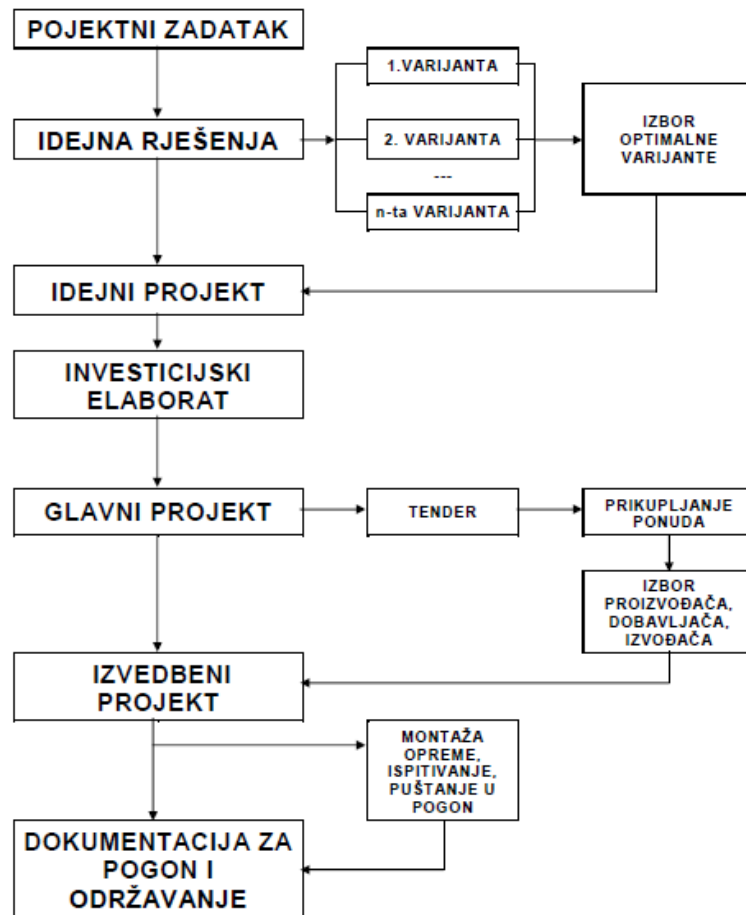 POJEKTNI ZADATAK
1.VARIJANTA
IDEJNA RJEŠENJA
2. VARIJANTA
---
n-ta VARIJANTA
IZBOR
OPTIMALNE
VARIJANTE
IDEJNI PROJEKT
INVESTICIJSKI
ELABORAT
GLAVNI PROJEKT
TENDER
PRIKUPLJANJE
PONUDA
IZBOR
PROIZVOĐAČA,
DOBAVLJAČA,
IZVOĐAČA
IZVEDBENI
PROJEKT
MONTAŽA
OPREME,
ISPITIVANJE,
PUŠTANJE U
POGON
DOKUMENTACIJA ZA
POGON I
ODRŽAVANJE